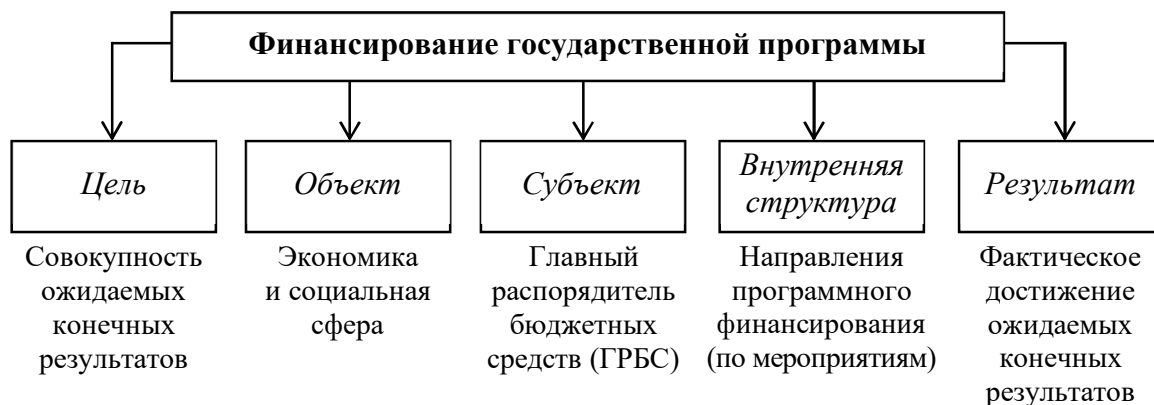 Финансирование государственной программы
Цель
Совокупность
ожидаемых
конечных
результатов
Объект
Экономика
и социальная
сфера
Субъект
Главный
распорядитель
бюджетных
средств (ГРБС)
Внутренняя
структура
Направления
программного
финансирования
(по мероприятиям)
Результат
Фактическое
достижение
ожидаемых
конечных
результатов